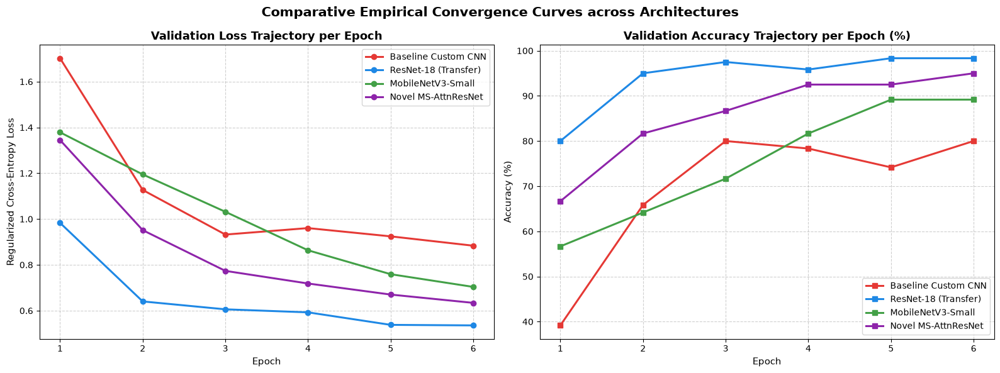 Comparative Empirical Convergence Curves across Architectures
Validation Loss Trajectory per Epoch
Regularized Cross-Entropy Loss
1.6
1.4
1.2
1.0
0.8
0.6
1 2 3 4 5 6
Epoch
Baseline Custom CNN
ResNet-18 (Transfer)
MobileNetV3-Small
Novel MS-AttnResNet
Validation Accuracy Trajectory per Epoch (%)
Accuracy (%)
100
90
80
70
60
50
40
1 2 3 4 5 6
Epoch
Baseline Custom CNN
ResNet-18 (Transfer)
MobileNetV3-Small
Novel MS-AttnResNet